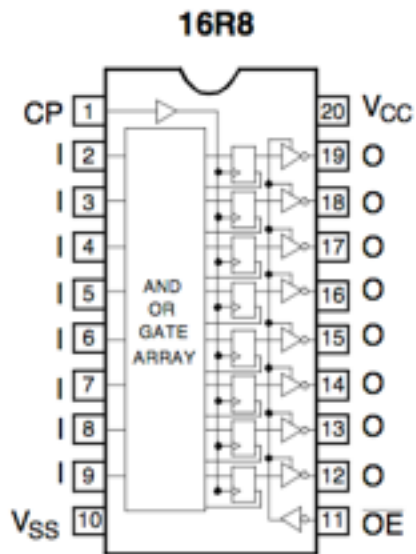 16R8
CP 1 20 VCC
I 2 19 O
I 3 18 O
I 4 17 O
I 5 16 O
I 6 15 O
I 7 14 O
I 8 13 O
I 9 12 O
VSS 10 11 OE
AND
OR
GATE
ARRAY